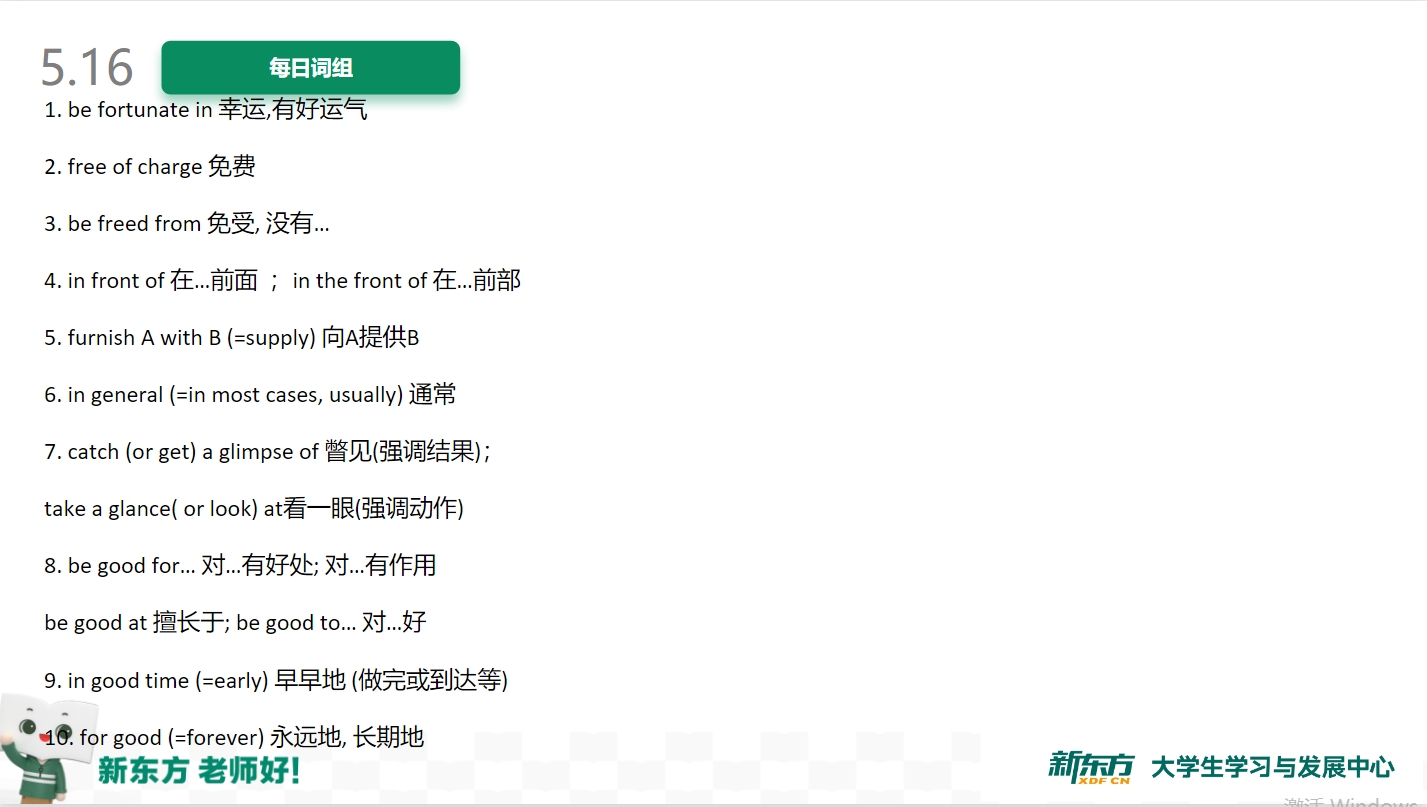 5.16 每日词组
1. be fortunate in 幸运,有好运气
2. free of charge 免费
3. be freed from 免受, 没有...
4. in front of 在...前面 ； in the front of 在...前部
5. furnish A with B (=supply) 向A提供B
6. in general (=in most cases, usually) 通常
7. catch (or get) a glimpse of 瞥见(强调结果);
take a glance( or look) at看一眼(强调动作)
8. be good for... 对...有好处; 对...有作用
be good at 擅长于; be good to... 对...好
9. in good time (=early) 早早地 (做完或到达等)
10. for good (=forever) 永远地, 长期地
新东方 老师好!
新东方 XDF CN 大学生学习与发展中心
激活 Windows